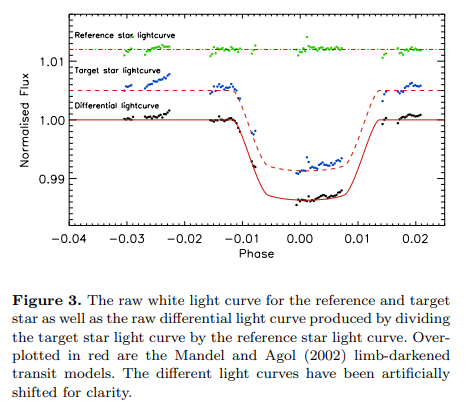 Reference star lightcurve
1.01
Target star lightcurve
Differential lightcurve
1.00
0.99
Normalised Flux
−0.04 −0.03 −0.02 −0.01 0.00 0.01 0.02
Phase
Figure 3. The raw white light curve for the reference and target
star as well as the raw differential light curve produced by dividing
the target star light curve by the reference star light curve. Over-
plotted in red are the Mandel and Agol (2002) limb-darkened
transit models. The different light curves have been artificially
shifted for clarity.